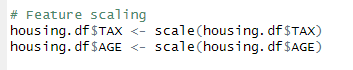 # Feature scaling
housing.df$TAX <- scale(housing.df$TAX)
housing.df$AGE <- scale(housing.df$AGE)